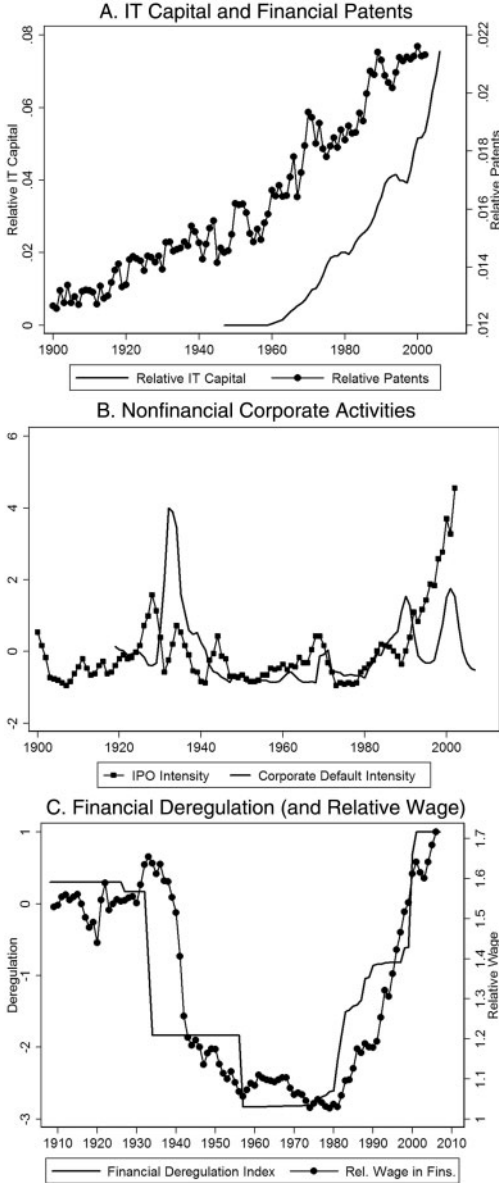 A. IT Capital and Financial Patents
.08
.06
.04
.02
0
Relative IT Capital
.022
.02
.018
.016
.014
.012
Relative Patents
1900 1920 1940 1960 1980 2000
Relative IT Capital Relative Patents
B. Nonfinancial Corporate Activities
6
4
2
0
-2
1900 1920 1940 1960 1980 2000
IPO Intensity Corporate Default Intensity
C. Financial Deregulation (and Relative Wage)
1
0
-1
-2
-3
Deregulation
1.7
1.6
1.5
1.4
1.3
1.2
1.1
1
Relative Wage
1910 1920 1930 1940 1950 1960 1970 1980 1990 2000 2010
Financial Deregulation Index Rel. Wage in Fins.